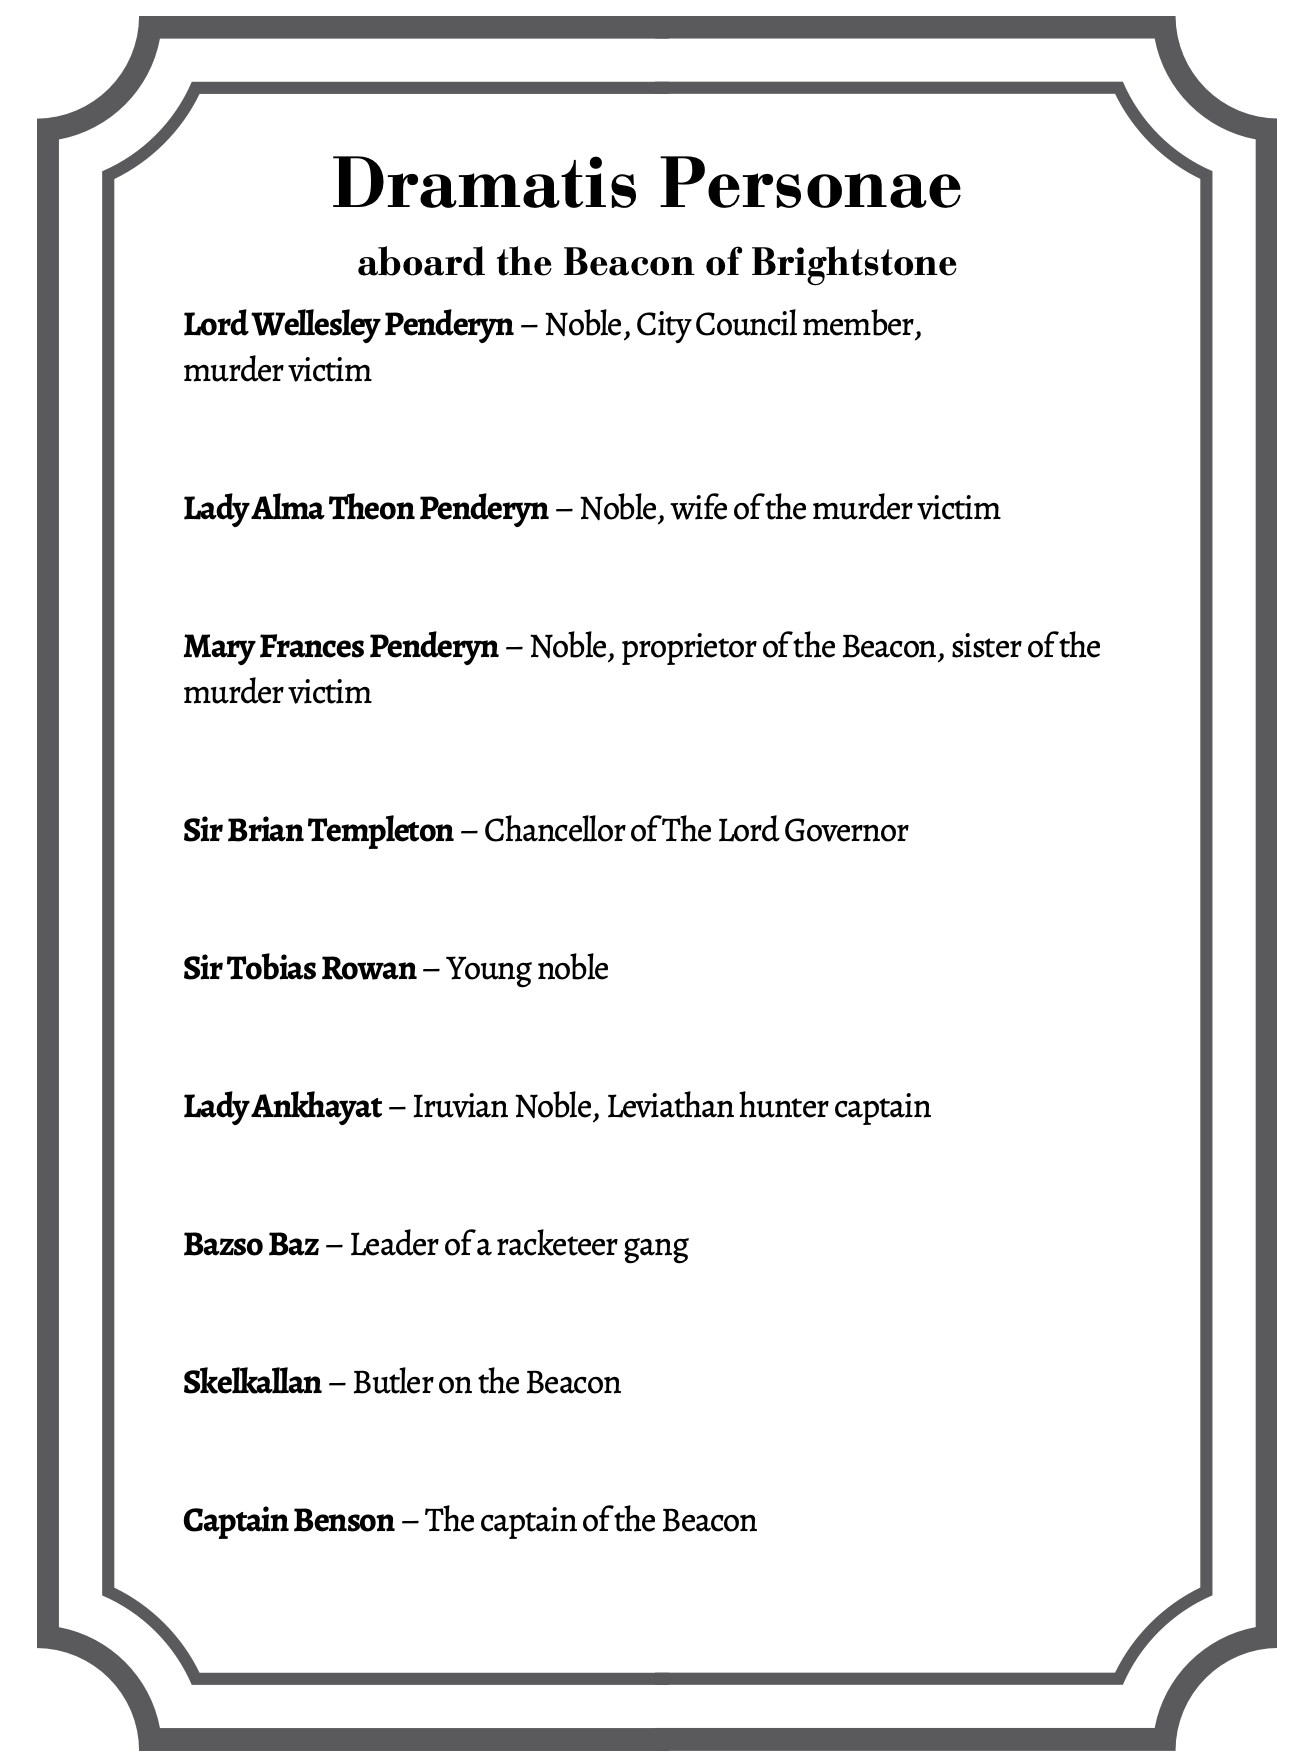 Dramatis Personae
aboard the Beacon of Brightstone
Lord Wellesley Penderyn – Noble, City Council member,
murder victim
Lady Alma Theon Penderyn – Noble, wife of the murder victim
Mary Frances Penderyn – Noble, proprietor of the Beacon, sister of the
murder victim
Sir Brian Templeton – Chancellor of The Lord Governor
Sir Tobias Rowan – Young noble
Lady Ankhayat – Iruvian Noble, Leviathan hunter captain
Bazso Baz – Leader of a racketeer gang
Skelkallan – Butler on the Beacon
Captain Benson – The captain of the Beacon